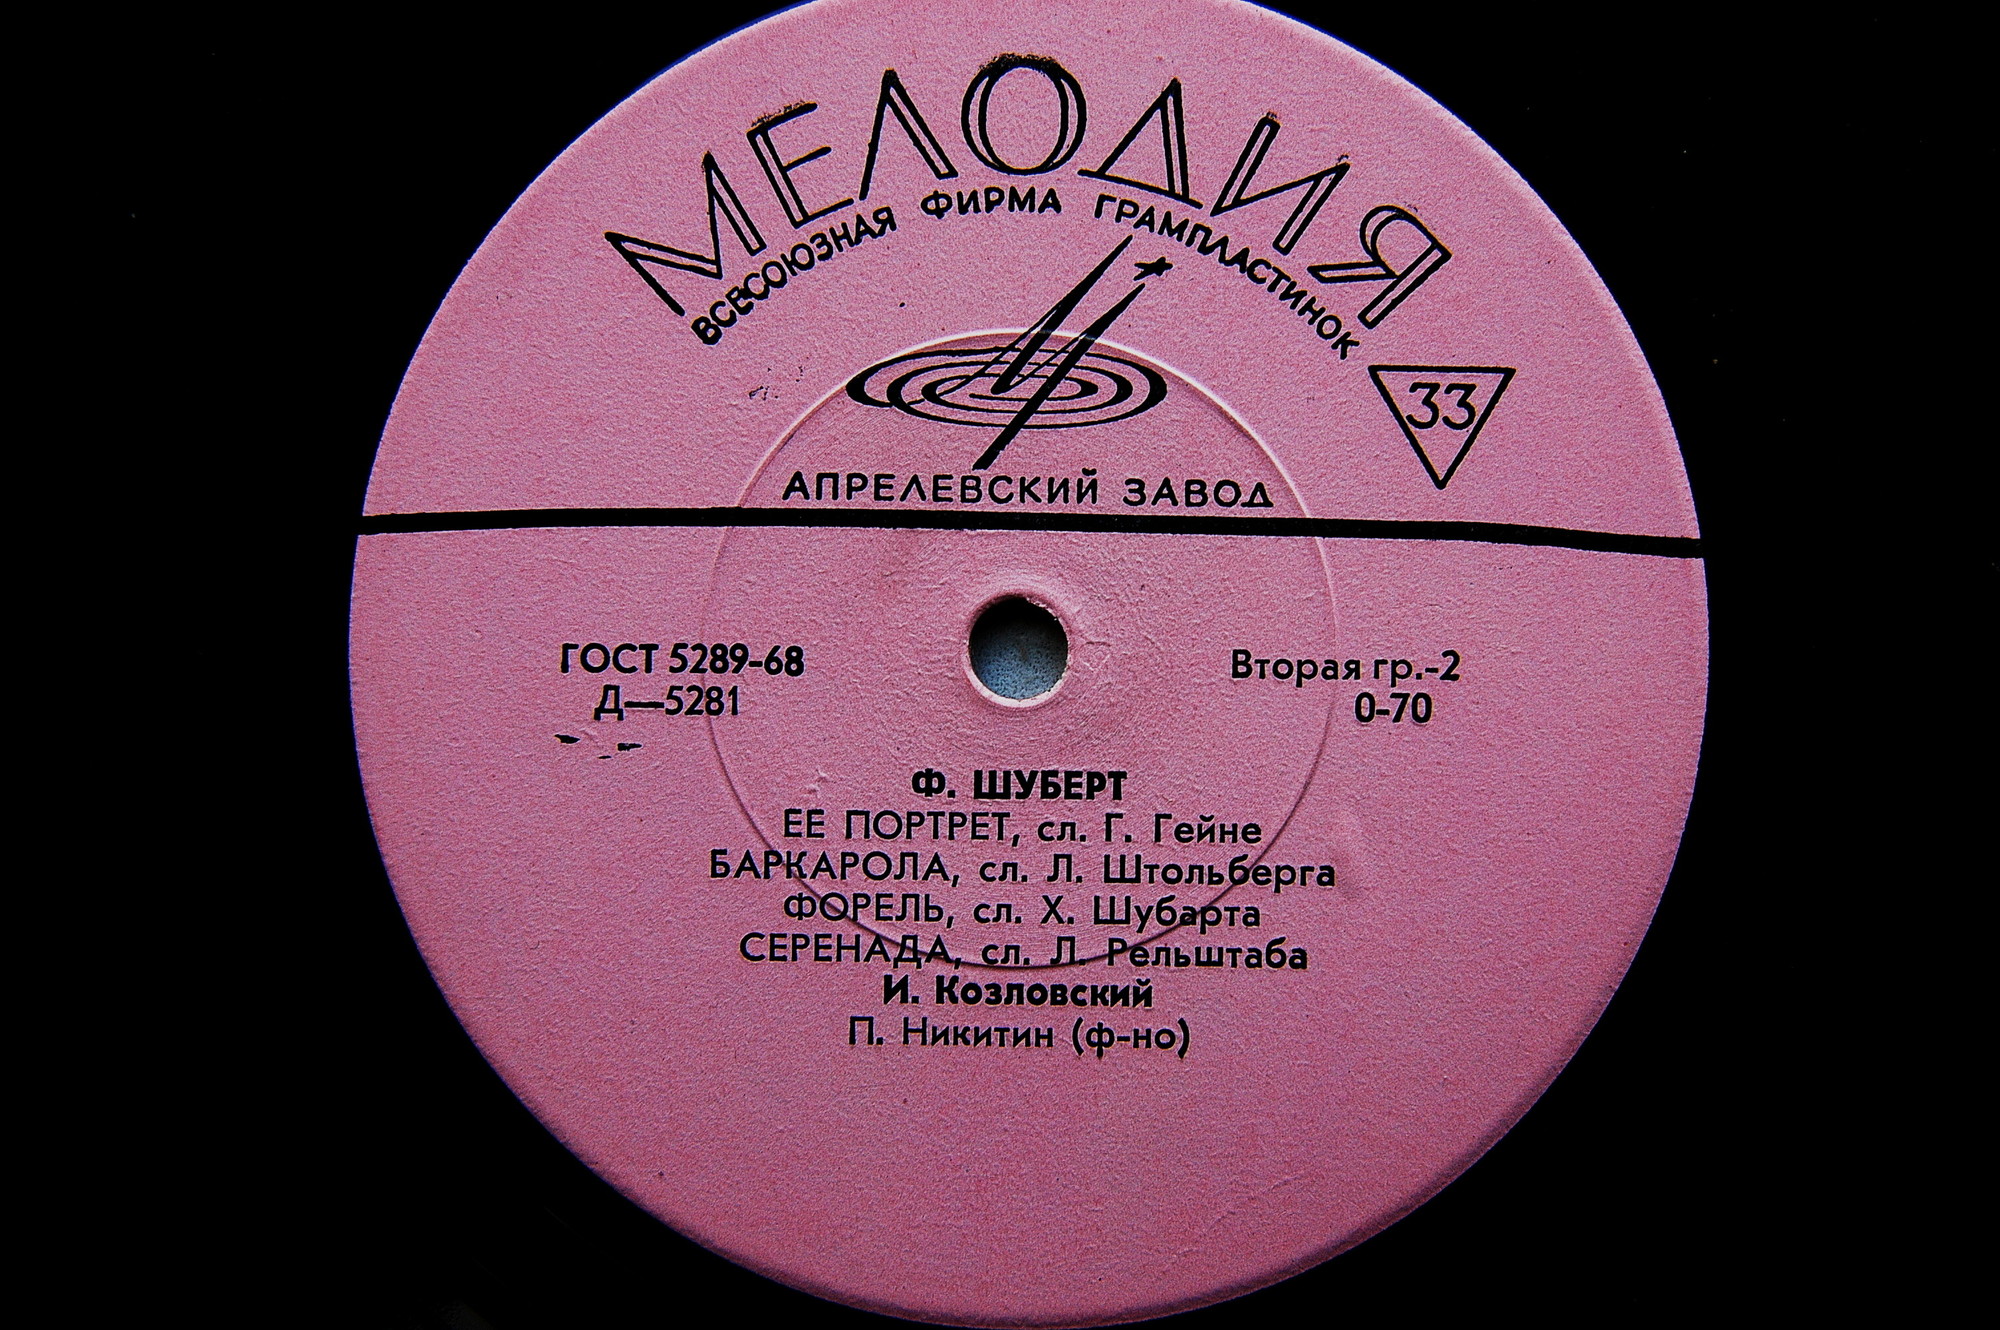 МЕЛОДИЯ
ВСЕСОЮЗНАЯ ФИРМА ГРАМПЛАСТИНОК
33
АПРЕЛЕВСКИЙ ЗАВОД
ГОСТ 5289-68
Д—5281
Вторая гр.-2
0-70
Ф. ШУБЕРТ
ЕЕ ПОРТРЕТ, сл. Г. Гейне
БАРКАРОЛА, сл. Л. Штольберга
ФОРЕЛЬ, сл. Х. Шубарта
СЕРЕНАДА, сл. Л. Рельштаба
И. Козловский
П. Никитин (ф-но)